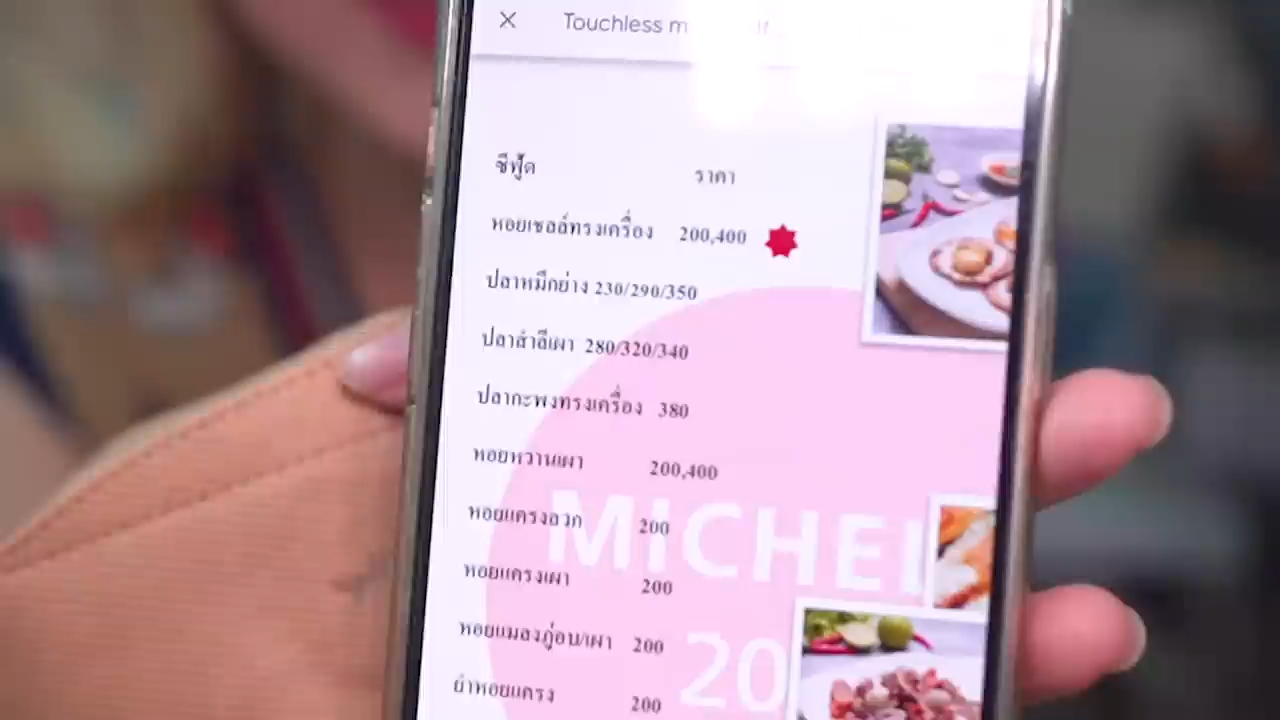 Touchless
ซีฟู้ด ราคา
หอยเชลล์ทรงเครื่อง 200,400
ปลาหมึกย่าง 230/290/350
ปลาสำลีเผา 280/320/340
ปลากะพงทรงเครื่อง 380
หอยหวานเผา 200,400
หอยแครงลวก 200
หอยแครงเผา 200
หอยแมลงภู่อบ/เผา 200
ยำหอยแครง 200
MICHEL
20